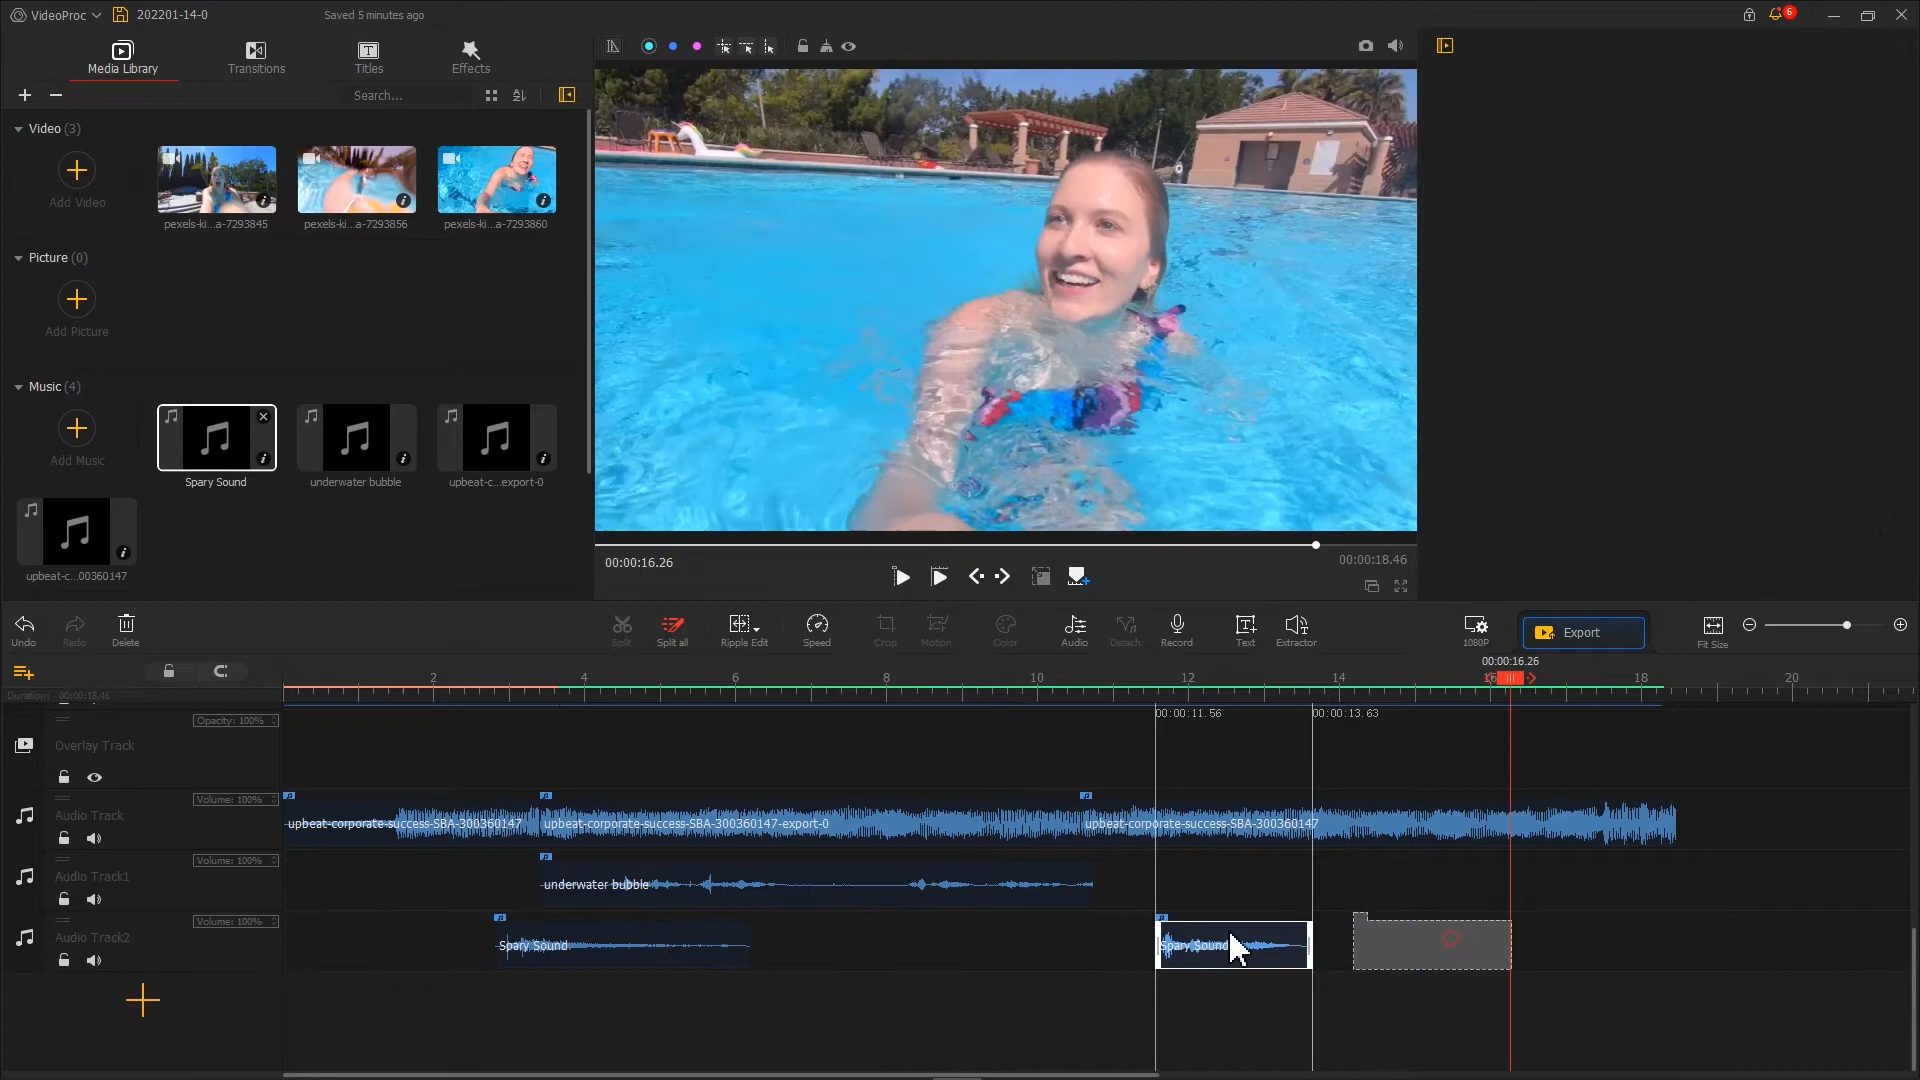 VideoProc
202201-14-0
Saved 5 minutes ago
6
Media Library
Transitions
Titles
Effects
Search...
Video (3)
Add Video
pexels-ki...a-7293845
pexels-ki...a-7293856
pexels-ki...a-7293860
Picture (0)
Add Picture
Music (4)
Add Music
Spary Sound
underwater bubble
upbeat-c...export-0
upbeat-c...00360147
00:00:16.26
00:00:18.46
Undo
Redo
Delete
Split
Split all
Ripple Edit
Speed
Crop
Motion
Color
Audio
Detach
Record
Text
Extractor
1080P
Export
Fit Size
00:00:16.26
Duration: 00:00:18.46
2
4
6
8
10
12
14
16
18
20
00:00:11.56
00:00:13.63
Opacity: 100%
Overlay Track
Volume: 100%
Audio Track
upbeat-corporate-success-SBA-300360147
upbeat-corporate-success-SBA-300360147-export-0
upbeat-corporate-success-SBA-300360147
Volume: 100%
Audio Track1
underwater bubble
Volume: 100%
Audio Track2
Spary Sound
Spary Sound